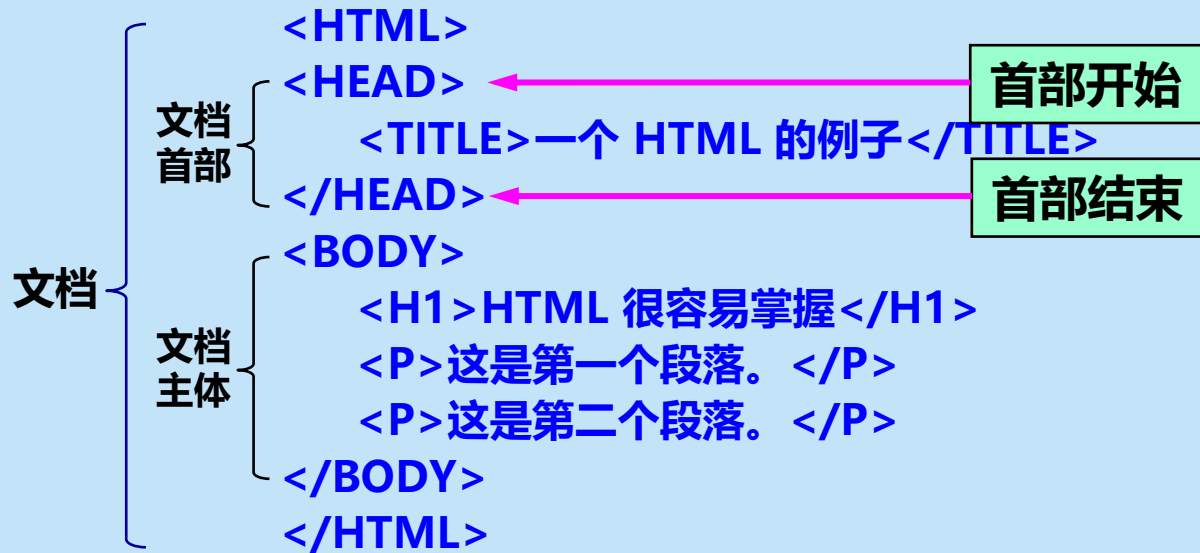 <HTML>
<HEAD>
首部开始
文档
首部
<TITLE>一个 HTML 的例子</TITLE>
</HEAD>
首部结束
<BODY>
文档
<H1>HTML 很容易掌握</H1>
文档
主体
<P>这是第一个段落。</P>
<P>这是第二个段落。</P>
</BODY>
</HTML>